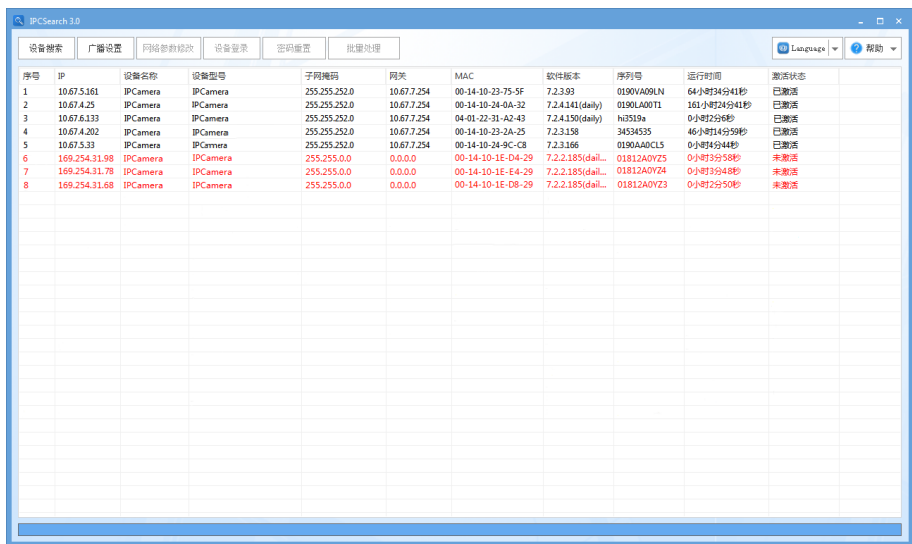 IPCSearch 3.0
设备搜索 广播设置 网络参数修改 设备登录 密码重置 批量处理 Language 帮助
序号 IP 设备名称 设备型号 子网掩码 网关 MAC 软件版本 序列号 运行时间 激活状态
1 10.67.5.161 IPCamera IPCamera 255.255.252.0 10.67.7.254 00-14-10-23-75-5F 7.2.3.93 0190VA09LN 64小时34分41秒 已激活
2 10.67.4.25 IPCamera IPCamera 255.255.252.0 10.67.7.254 00-14-10-24-0A-32 7.2.4.141(daily) 0190LA00T1 161小时24分41秒 已激活
3 10.67.6.133 IPCamera IPCamera 255.255.252.0 10.67.7.254 04-01-22-31-A2-43 7.2.4.150(daily) hi3519a 0小时2分6秒 已激活
4 10.67.4.202 IPCamera IPCamera 255.255.252.0 10.67.7.254 00-14-10-23-2A-25 7.2.3.158 34534535 46小时14分59秒 已激活
5 10.67.5.33 IPCamera IPCamera 255.255.252.0 10.67.7.254 00-14-10-24-9C-C8 7.2.3.166 0190AA0CL5 0小时4分44秒 已激活
6 169.254.31.98 IPCamera IPCamera 255.255.0.0 0.0.0.0 00-14-10-1E-D4-29 7.2.2.185(dail... 01812A0YZ5 0小时3分58秒 未激活
7 169.254.31.78 IPCamera IPCamera 255.255.0.0 0.0.0.0 00-14-10-1E-E4-29 7.2.2.185(dail... 01812A0YZ4 0小时3分48秒 未激活
8 169.254.31.68 IPCamera IPCamera 255.255.0.0 0.0.0.0 00-14-10-1E-D8-29 7.2.2.185(dail... 01812A0YZ3 0小时2分50秒 未激活